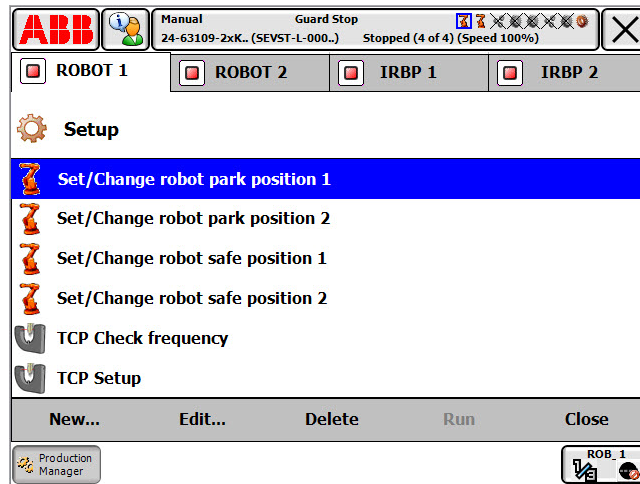 ABB
Manual Guard Stop
24-63109-2xK.. (SEVST-L-000..) Stopped (4 of 4) (Speed 100%)
ROBOT 1 ROBOT 2 IRBP 1 IRBP 2
Setup
Set/Change robot park position 1
Set/Change robot park position 2
Set/Change robot safe position 1
Set/Change robot safe position 2
TCP Check frequency
TCP Setup
New... Edit... Delete Run Close
Production
Manager
ROB_1
1/3